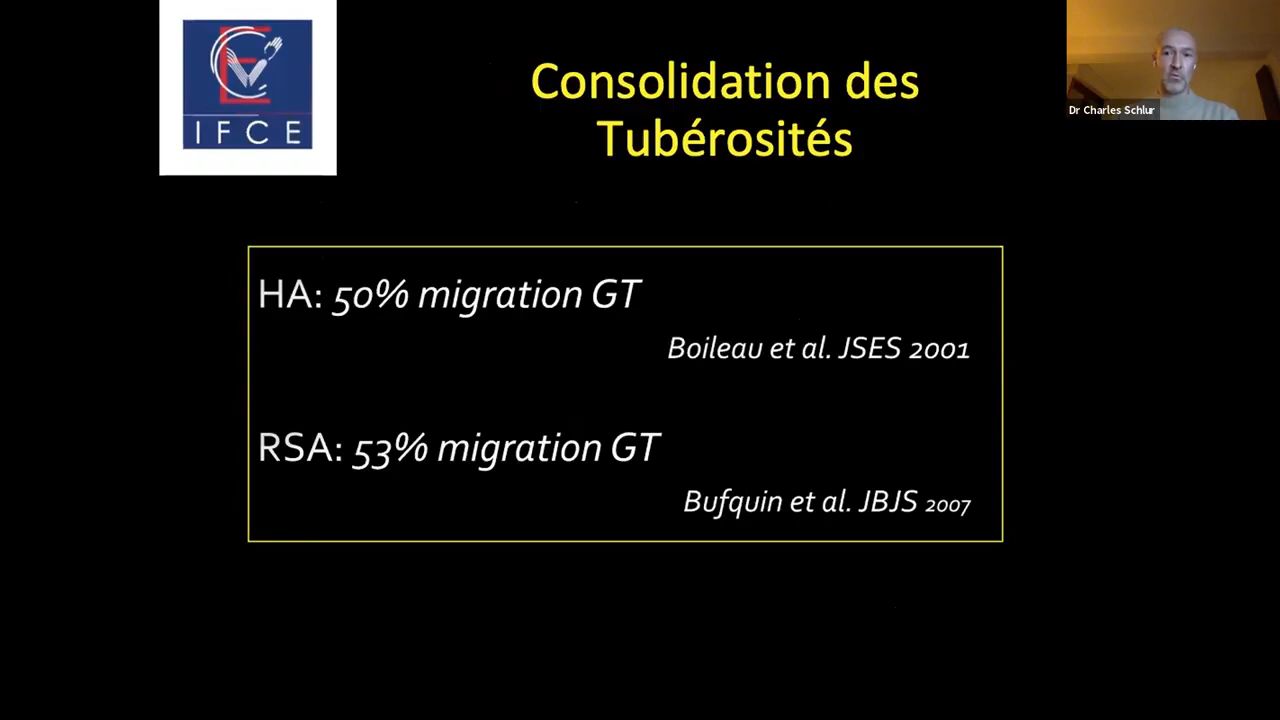 IFCE
Consolidation des
Tubérosités
Dr Charles Schlur
HA: 50% migration GT
Boileau et al. JSES 2001
RSA: 53% migration GT
Bufquin et al. JBJS 2007